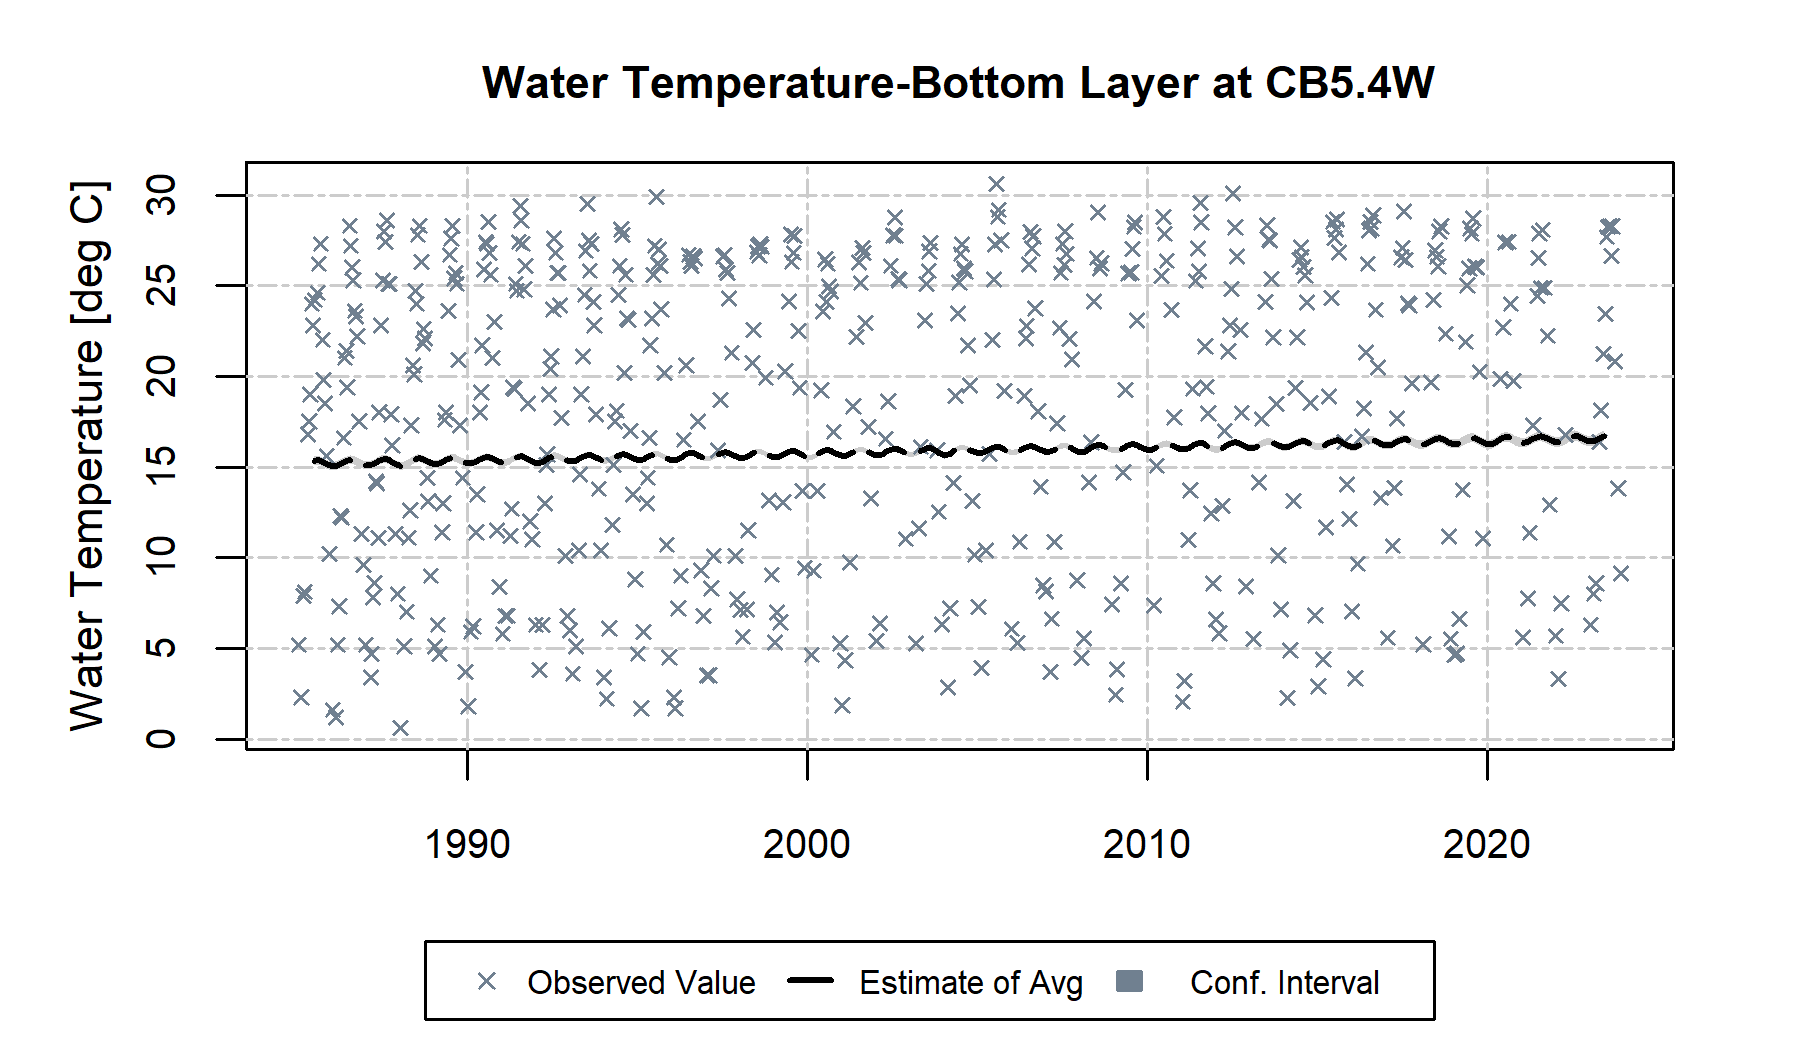 Water Temperature-Bottom Layer at CB5.4W
Water Temperature [deg C]
30
25
20
15
10
5
0
1990 2000 2010 2020
Observed Value Estimate of Avg Conf. Interval